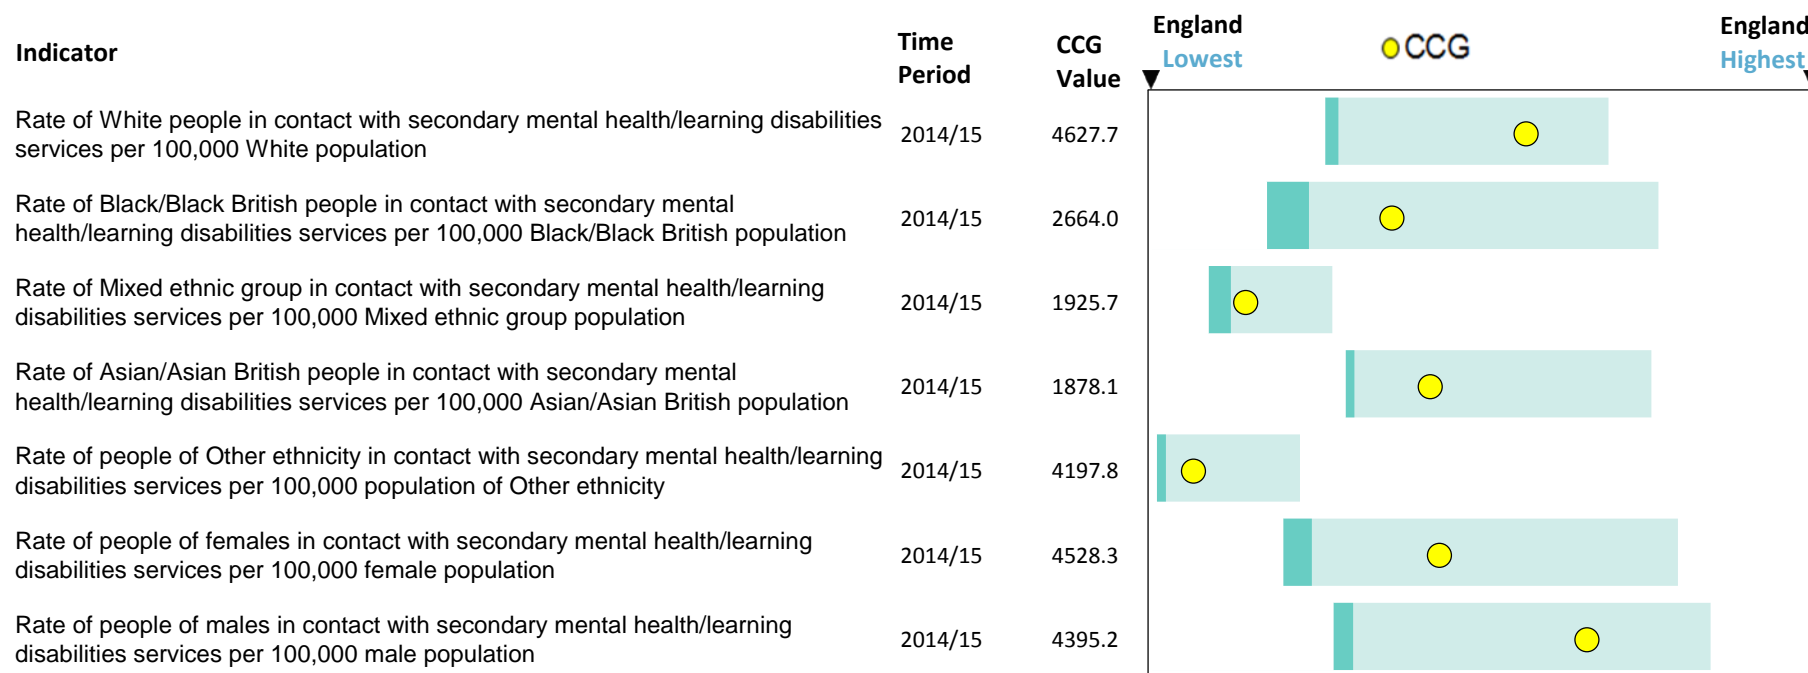 Indicator
Time
Period
CCG
Value
England
Lowest
CCG
England
Highest
Rate of White people in contact with secondary mental health/learning disabilities
services per 100,000 White population
2014/15
4627.7
Rate of Black/Black British people in contact with secondary mental
health/learning disabilities services per 100,000 Black/Black British population
2014/15
2664.0
Rate of Mixed ethnic group in contact with secondary mental health/learning
disabilities services per 100,000 Mixed ethnic group population
2014/15
1925.7
Rate of Asian/Asian British people in contact with secondary mental
health/learning disabilities services per 100,000 Asian/Asian British population
2014/15
1878.1
Rate of people of Other ethnicity in contact with secondary mental health/learning
disabilities services per 100,000 population of Other ethnicity
2014/15
4197.8
Rate of people of females in contact with secondary mental health/learning
disabilities services per 100,000 female population
2014/15
4528.3
Rate of people of males in contact with secondary mental health/learning
disabilities services per 100,000 male population
2014/15
4395.2